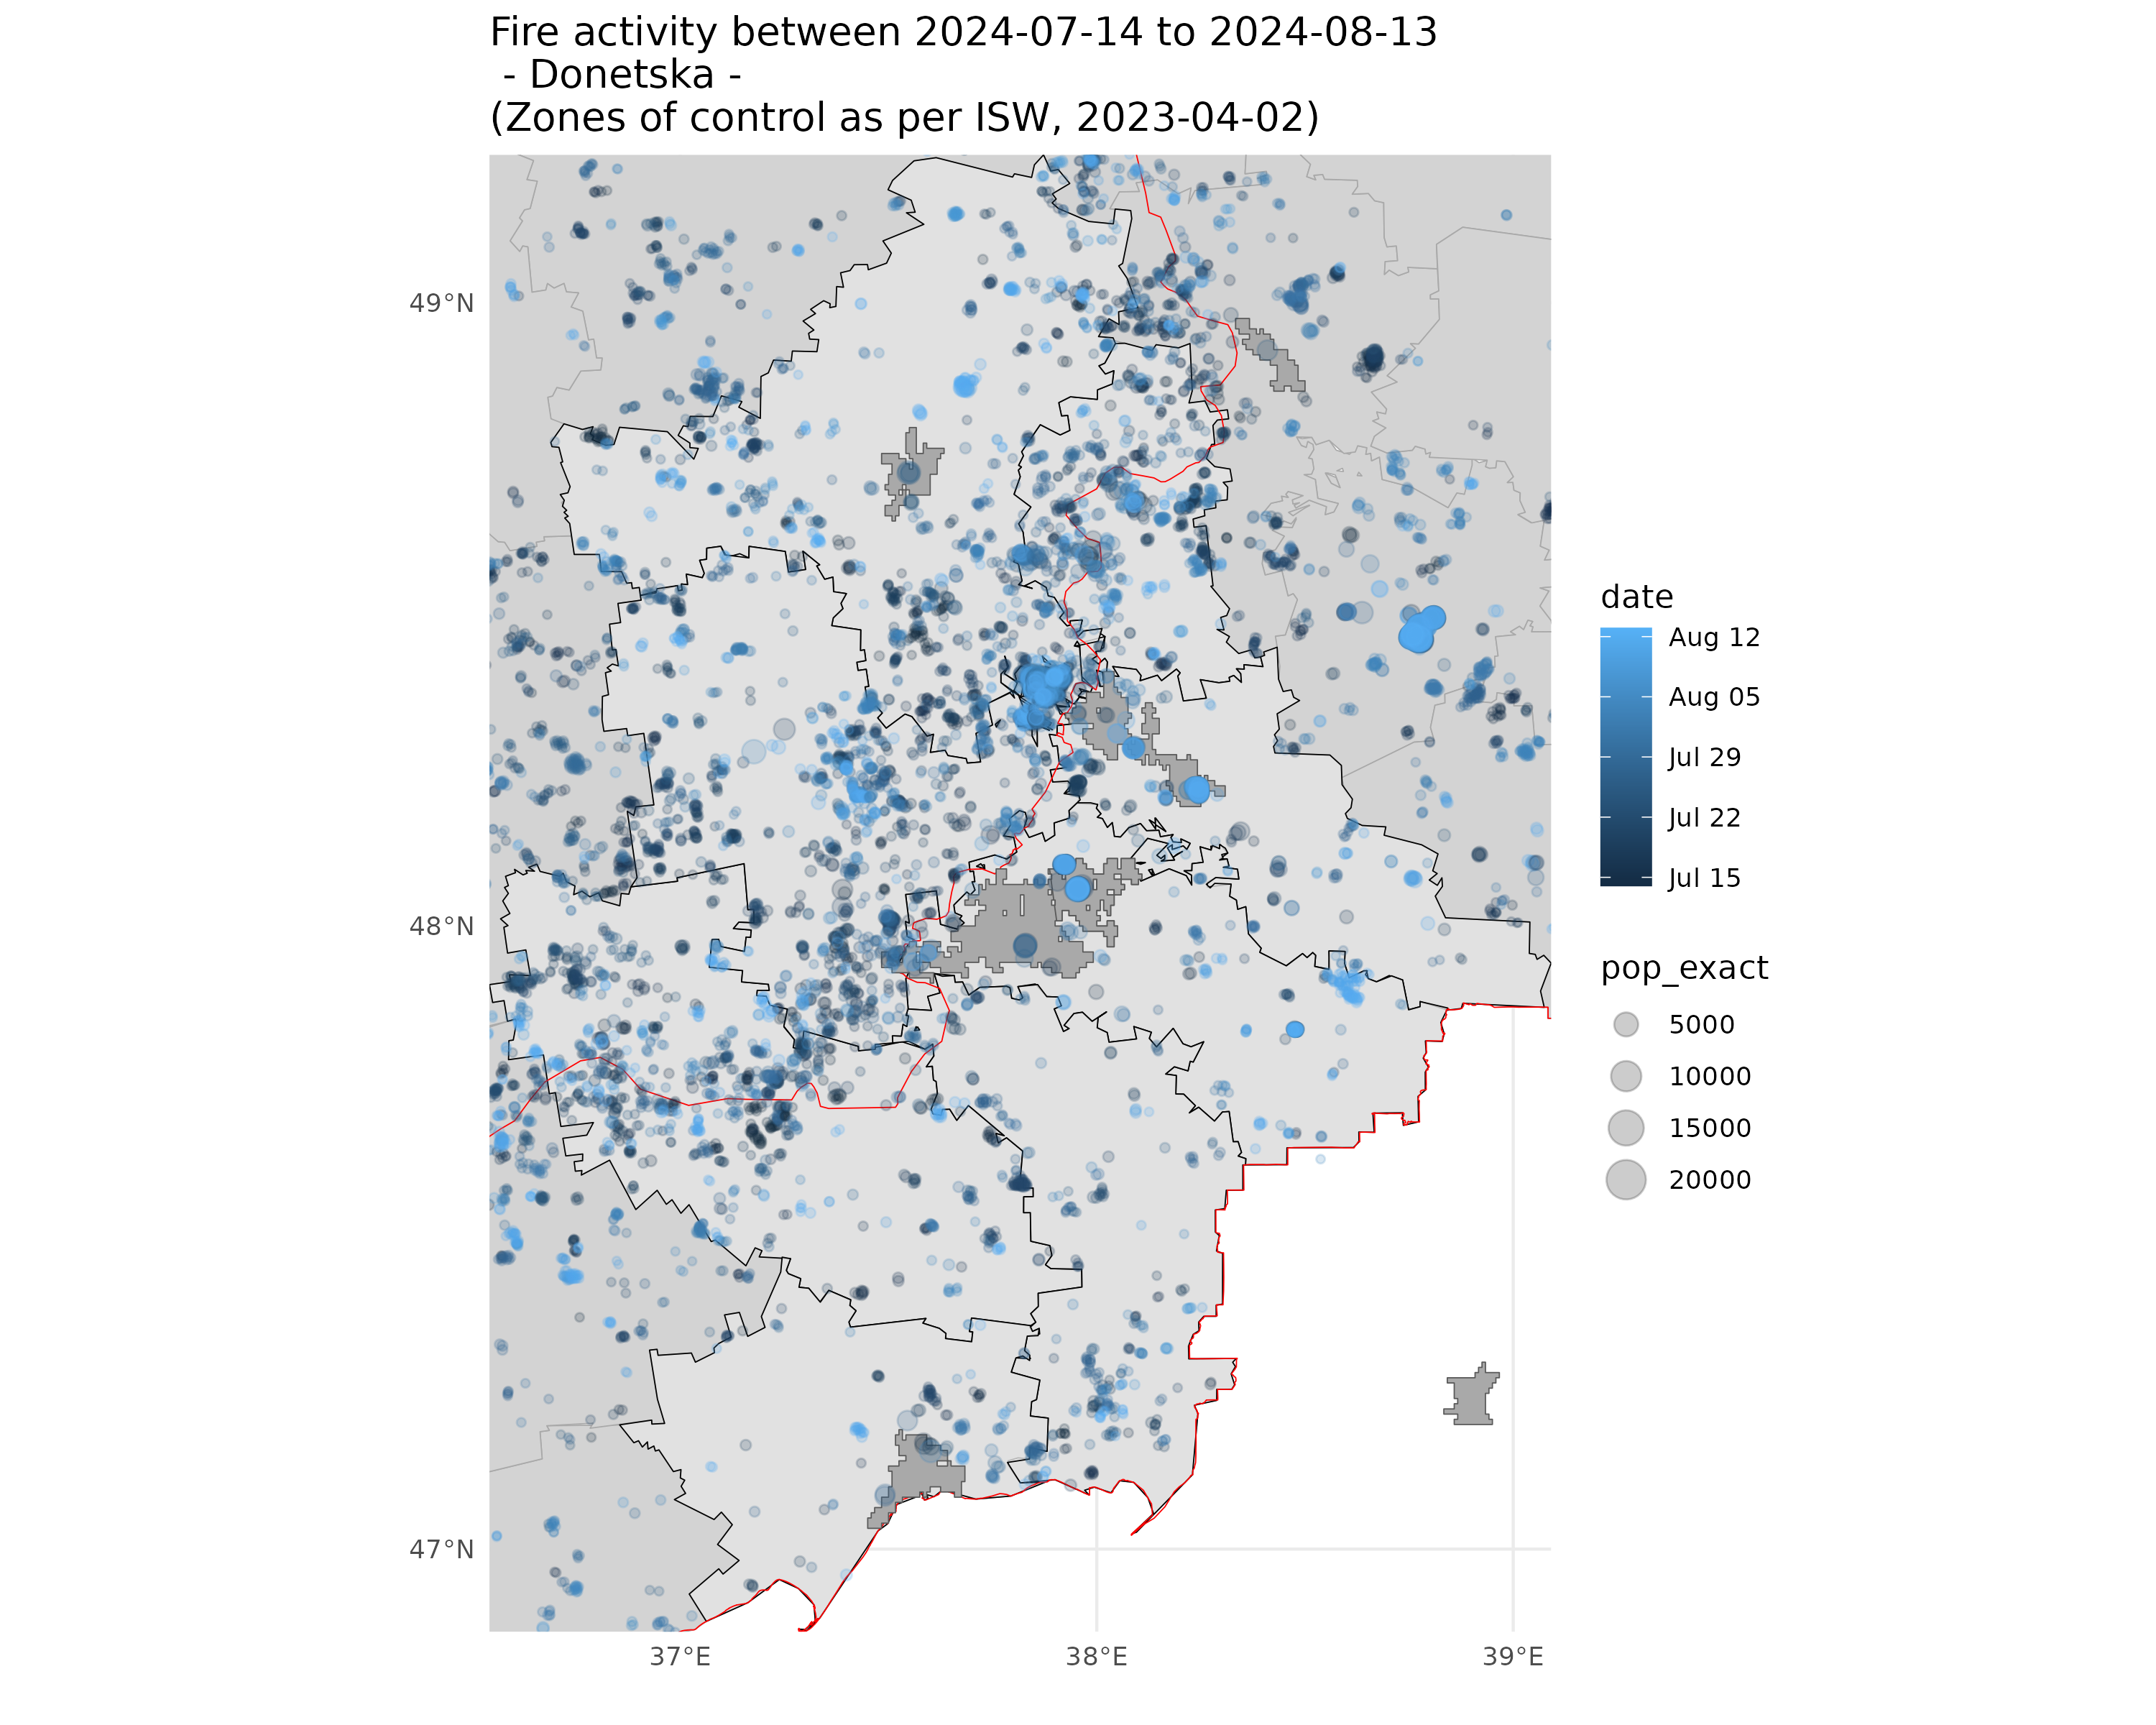 Fire activity between 2024-07-14 to 2024-08-13
- Donetska -
(Zones of control as per ISW, 2023-04-02)
49°N
48°N
47°N
37°E
38°E
39°E
date
Aug 12
Aug 05
Jul 29
Jul 22
Jul 15
pop_exact
5000
10000
15000
20000